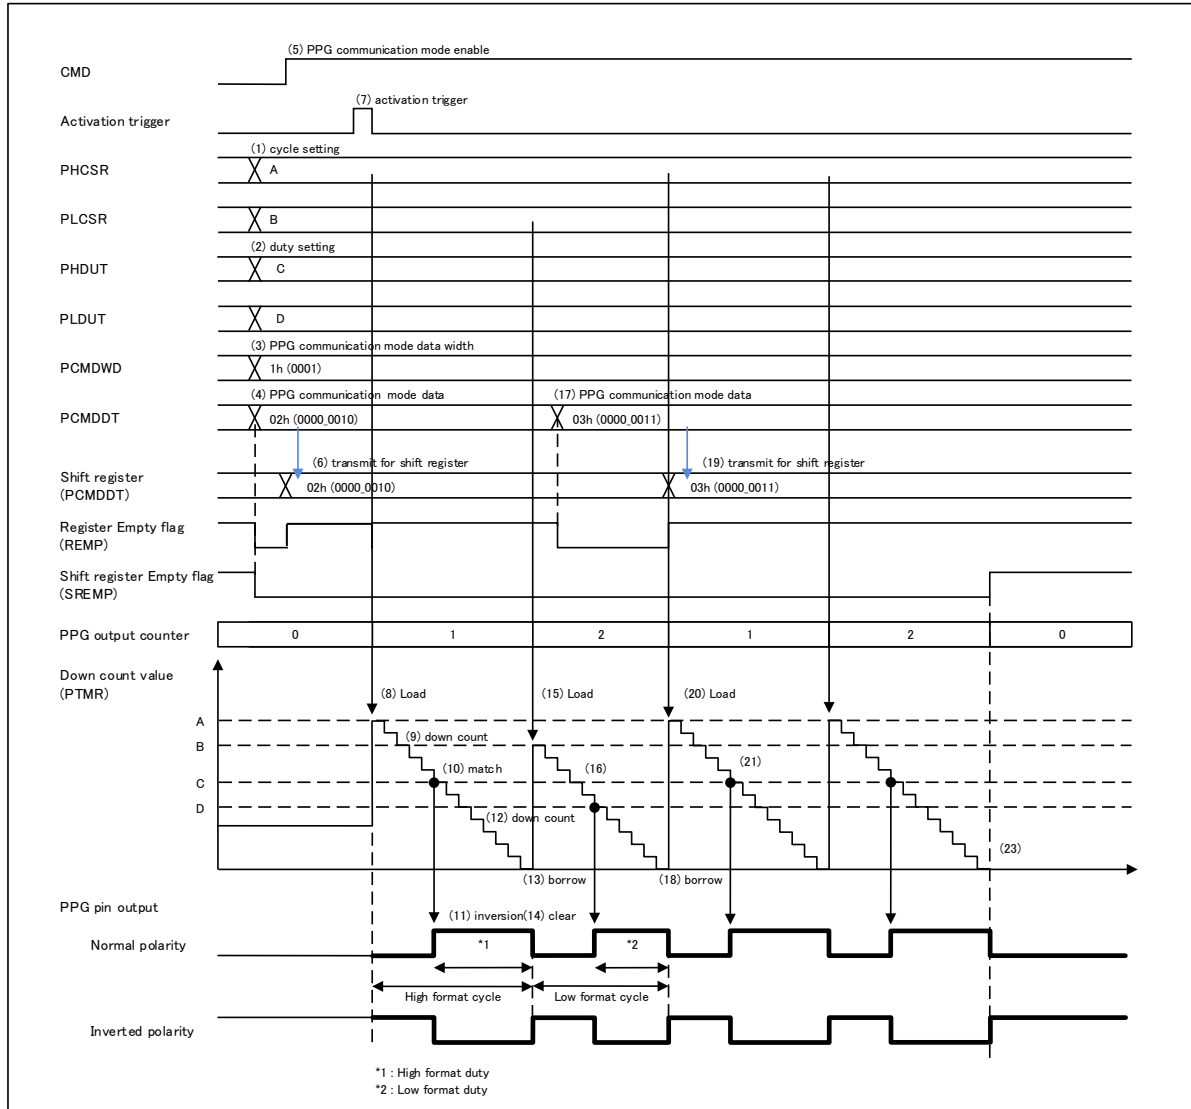 (5) PPG communication mode enable
CMD
(7) activation trigger
Activation trigger
(1) cycle setting
PHCSR
A
PLCSR
B
(2) duty setting
PHDUT
C
PLDUT
D
(3) PPG communication mode data width
PCMDWD
1h (0001)
(4) PPG communication mode data
(17) PPG communication mode data
PCMDDT
02h (0000_0010)
03h (0000_0011)
(6) transmit for shift register
(19) transmit for shift register
Shift register
(PCMDDT)
02h (0000_0010)
03h (0000_0011)
Register Empty flag
(REMP)
Shift register Empty flag
(SREMP)
PPG output counter
0
1
2
1
2
0
Down count value
(PTMR)
(8) Load
(15) Load
(20) Load
A
(9) down count
B
(10) match
(16)
(21)
C
D
(12) down count
(23)
(13) borrow
(18) borrow
PPG pin output
(11) inversion(14) clear
Normal polarity
*1
*2
High format cycle
Low format cycle
Inverted polarity
*1 : High format duty
*2 : Low format duty